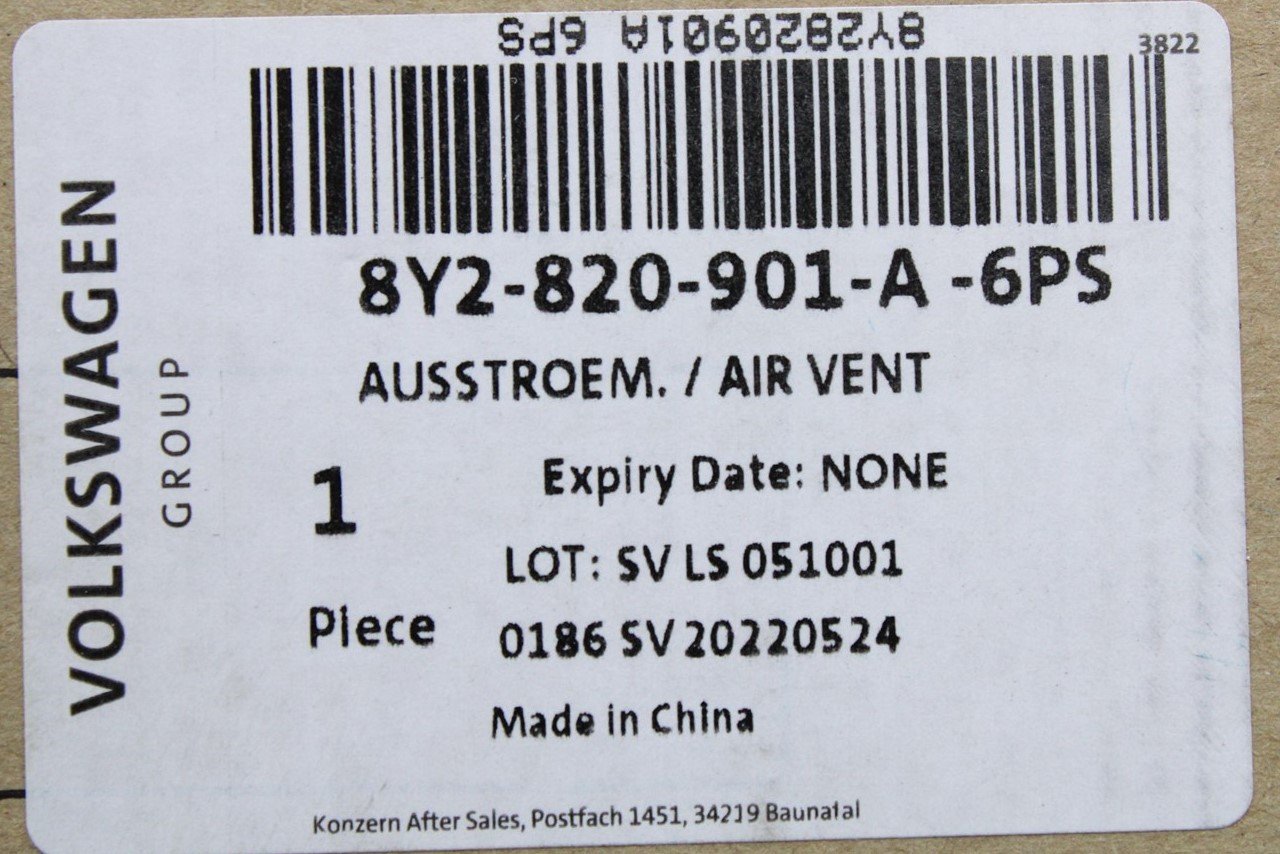 8Y2820901A 6PS
3822
8Y2-820-901-A -6PS
AUSSTROEM. / AIR VENT
VOLKSWAGEN
GROUP
1
Piece
Expiry Date: NONE
LOT: SV LS 051001
0186 SV 20220524
Made in China
Konzern After Sales, Postfach 1451, 34219 Baunatal